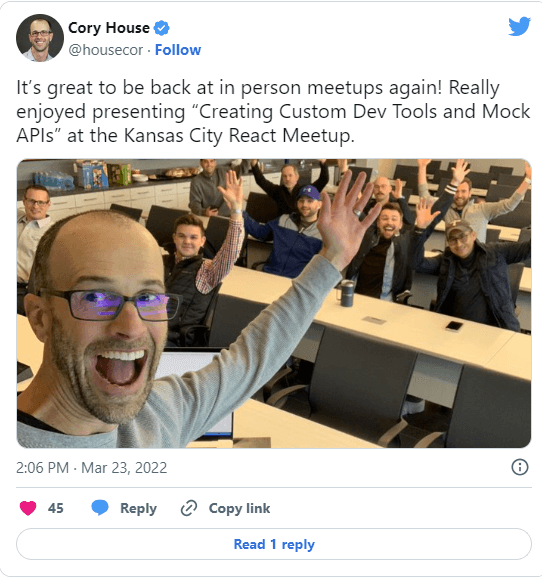 Cory House
@housecor · Follow
It’s great to be back at in person meetups again! Really
enjoyed presenting “Creating Custom Dev Tools and Mock
APIs” at the Kansas City React Meetup.
2:06 PM · Mar 23, 2022
45 Reply Copy link
Read 1 reply